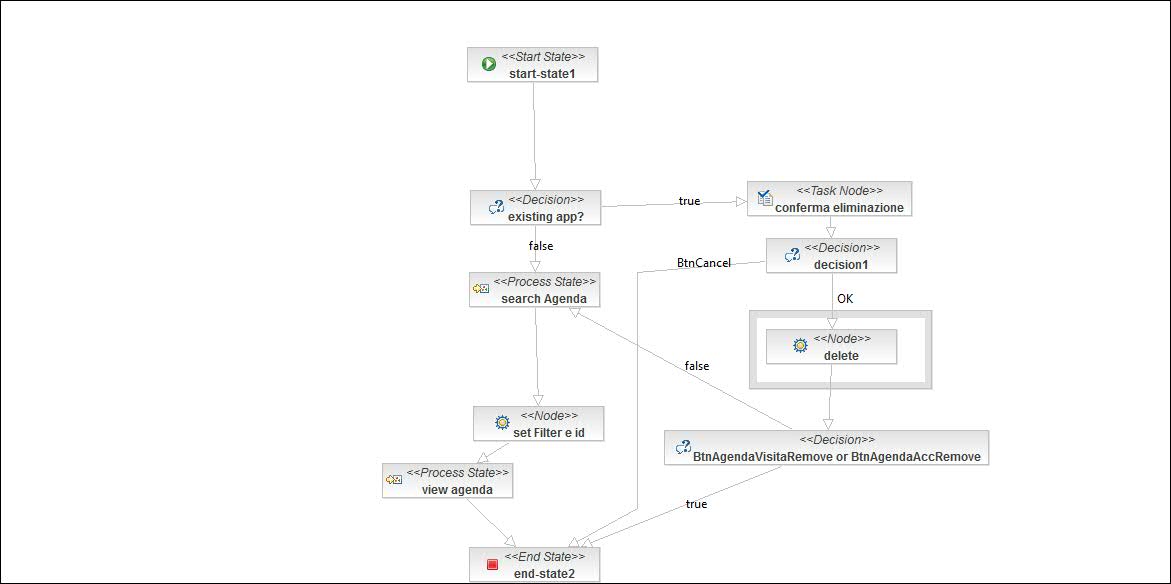 <<Start State>>
start-state1
<<Decision>>
existing app?
true
<<Task Node>>
conferma eliminazione
false
<<Decision>>
decision1
BtnCancel
<<Process State>>
search Agenda
OK
<<Node>>
delete
false
<<Node>>
set Filter e id
<<Decision>>
BtnAgendaVisitaRemove or BtnAgendaAccRemove
<<Process State>>
view agenda
true
<<End State>>
end-state2